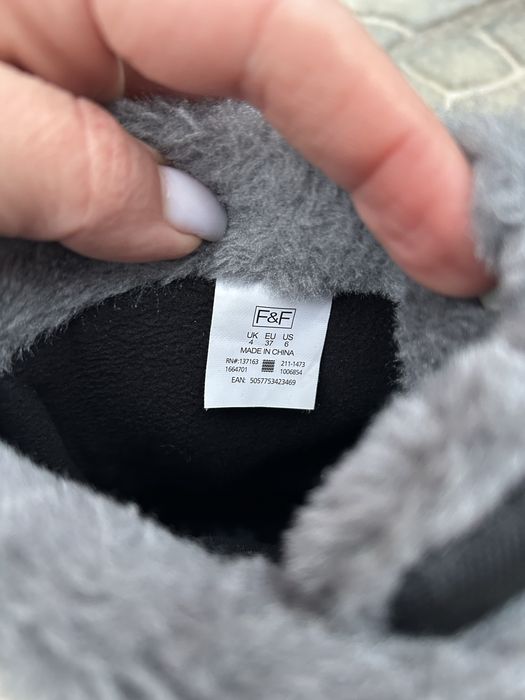 F&F
UK EU US
4 37 6
MADE IN CHINA
RN#:137163 211-1473
1664701 1006854
EAN: 5057753423469